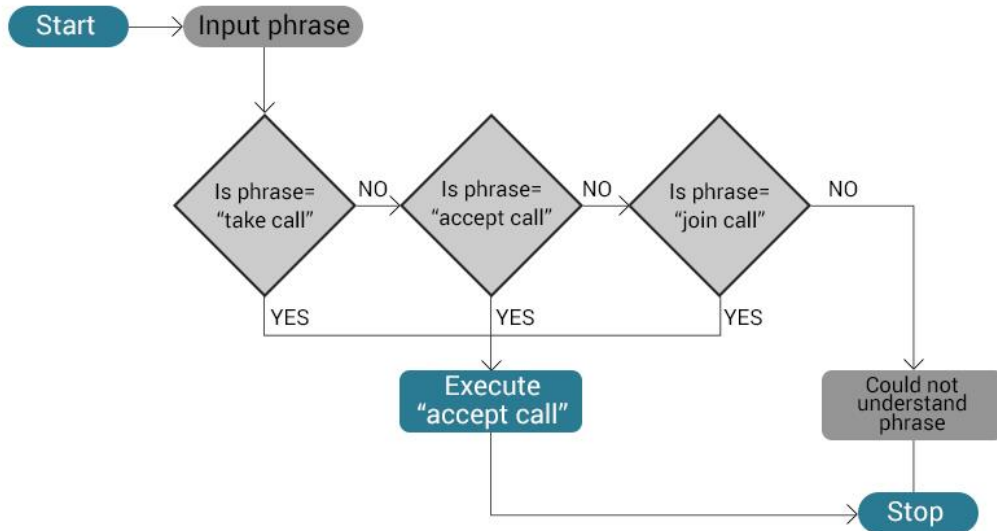 Start
Input phrase
Is phrase=
“take call”
NO
Is phrase=
“accept call”
NO
Is phrase=
“join call”
NO
YES
YES
YES
Execute
“accept call”
Could not
understand
phrase
Stop